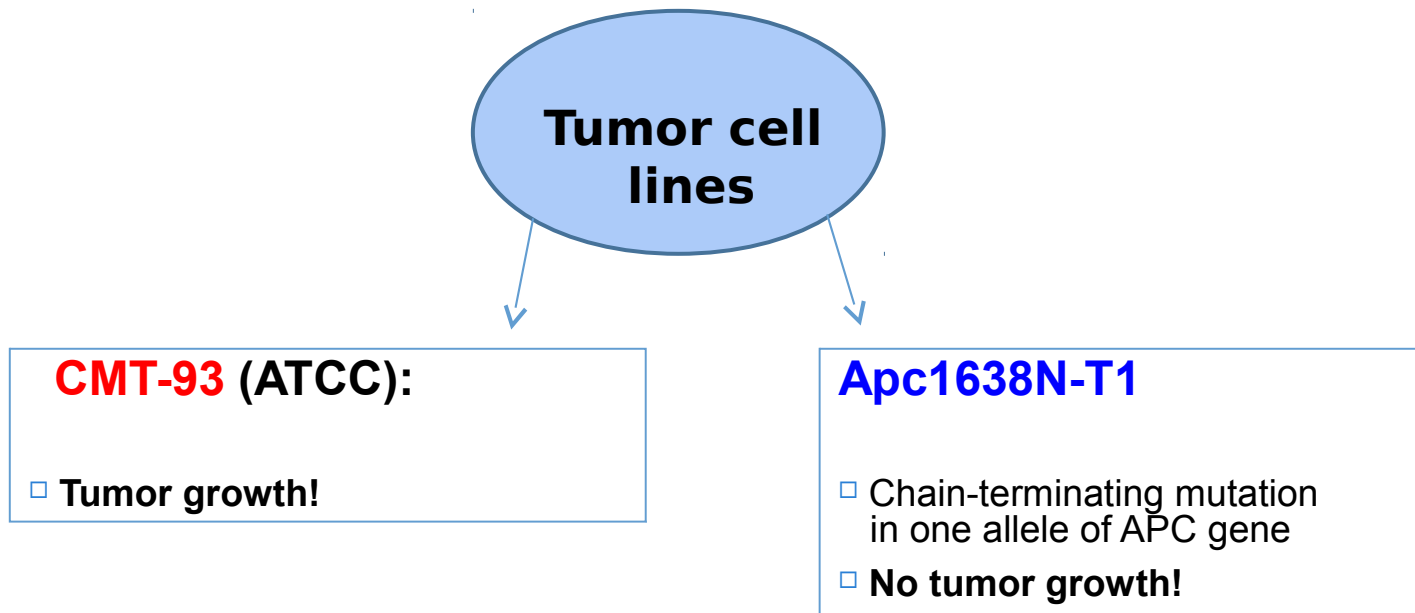 Tumor cell
lines
CMT-93 (ATCC):
Tumor growth!
Apc1638N-T1
Chain-terminating mutation
in one allele of APC gene
No tumor growth!